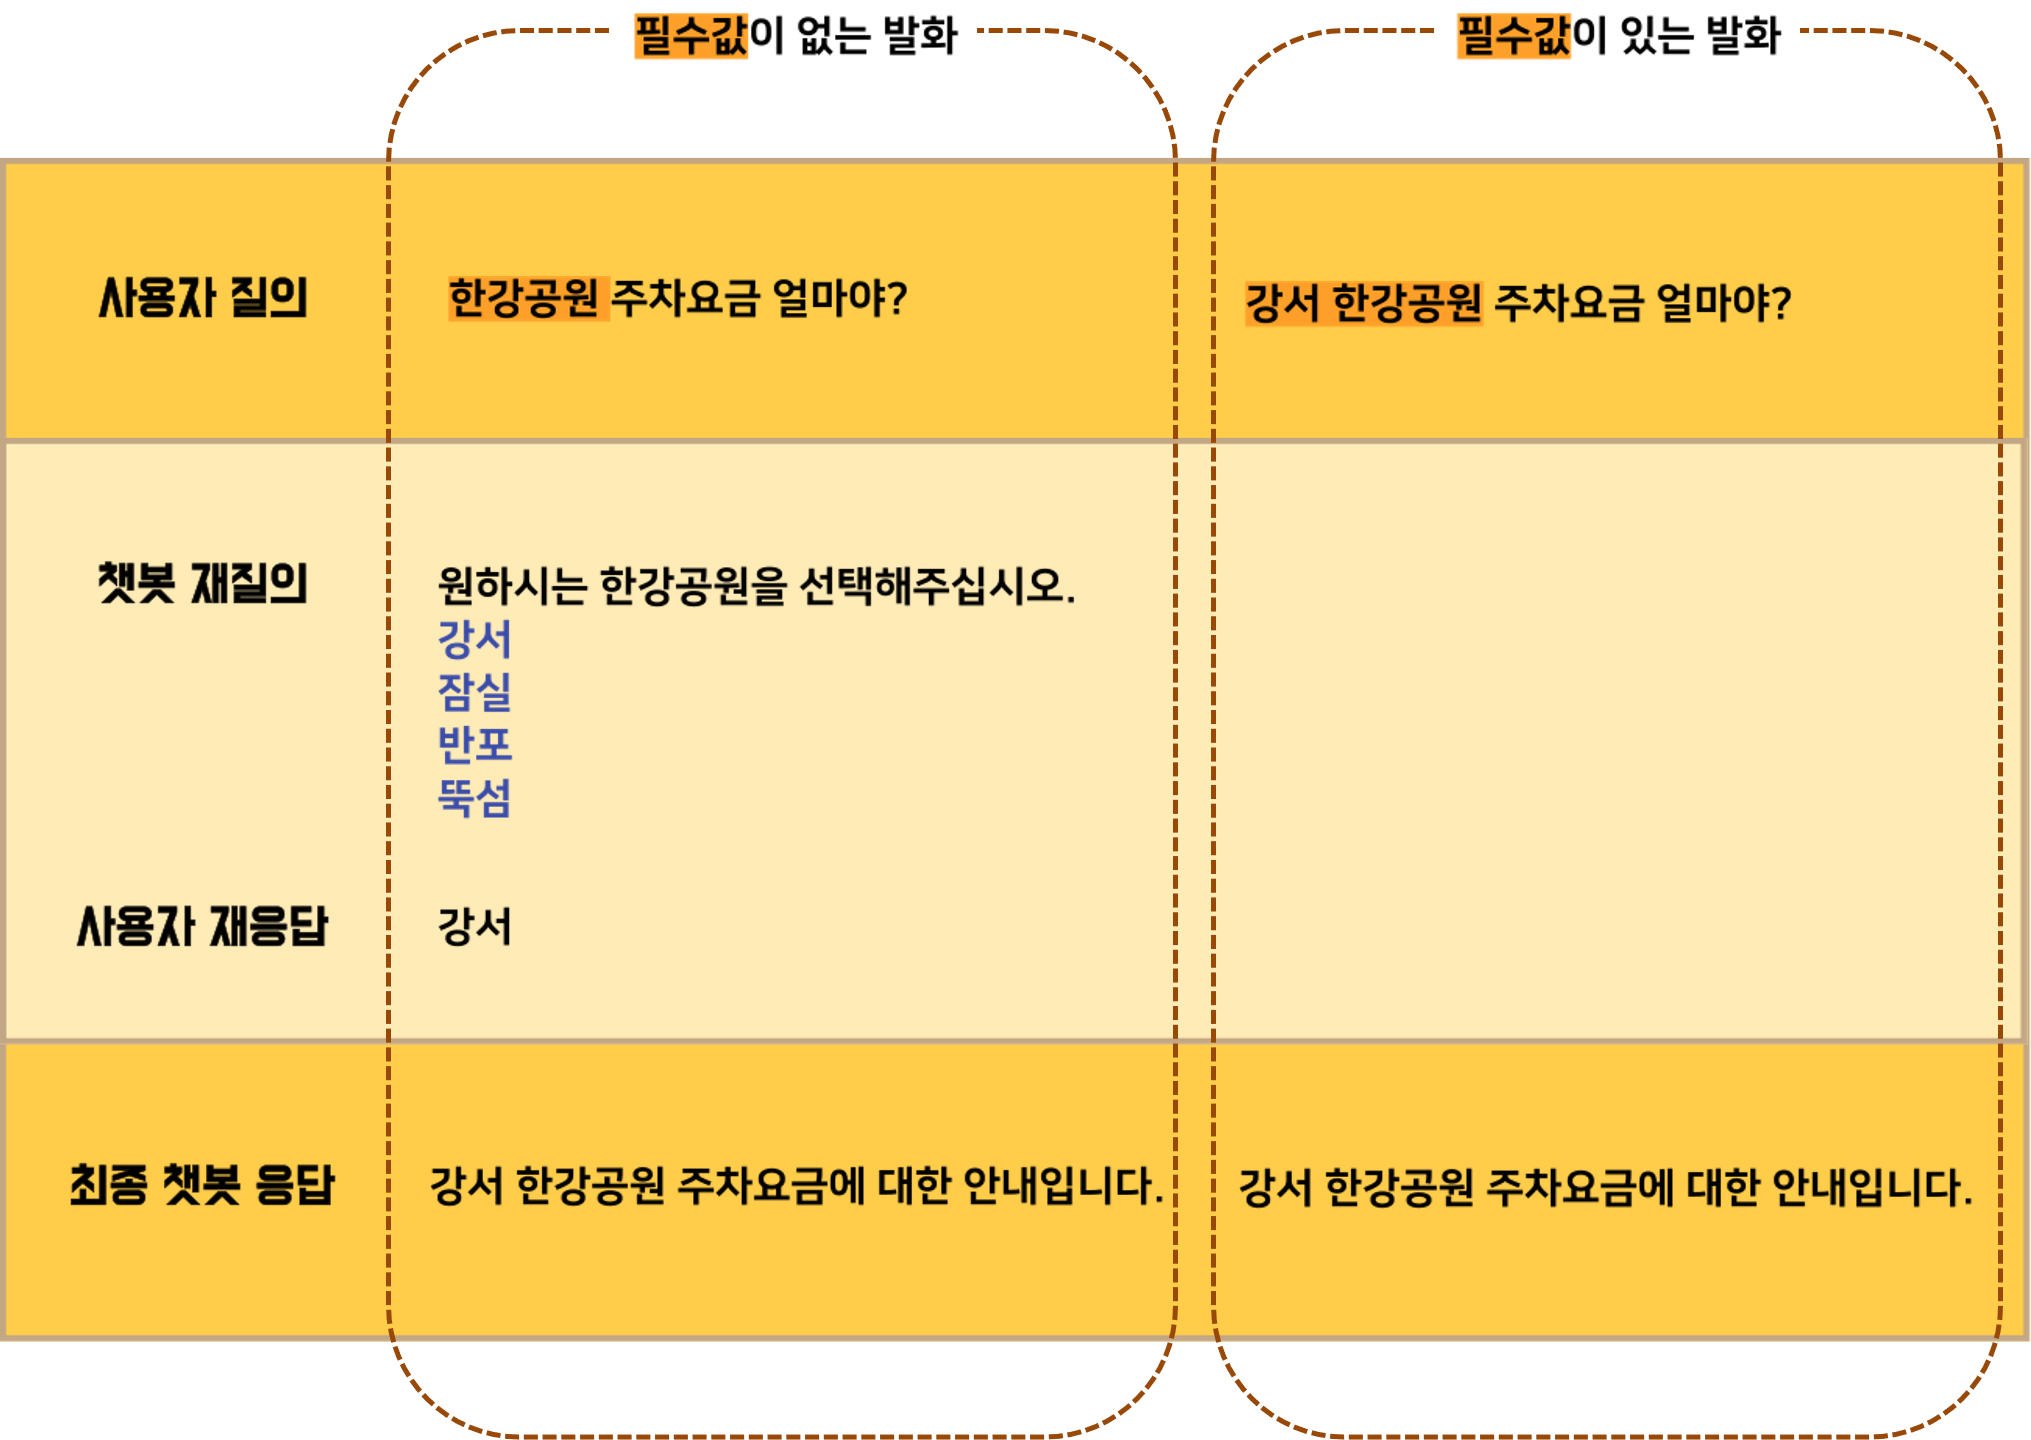 필수값이 없는 발화
필수값이 있는 발화
사용자 질의
한강공원 주차요금 얼마야?
강서 한강공원 주차요금 얼마야?
챗봇 재질의
원하시는 한강공원을 선택해주십시오.
강서
잠실
반포
뚝섬
사용자 재응답
강서
최종 챗봇 응답
강서 한강공원 주차요금에 대한 안내입니다.
강서 한강공원 주차요금에 대한 안내입니다.